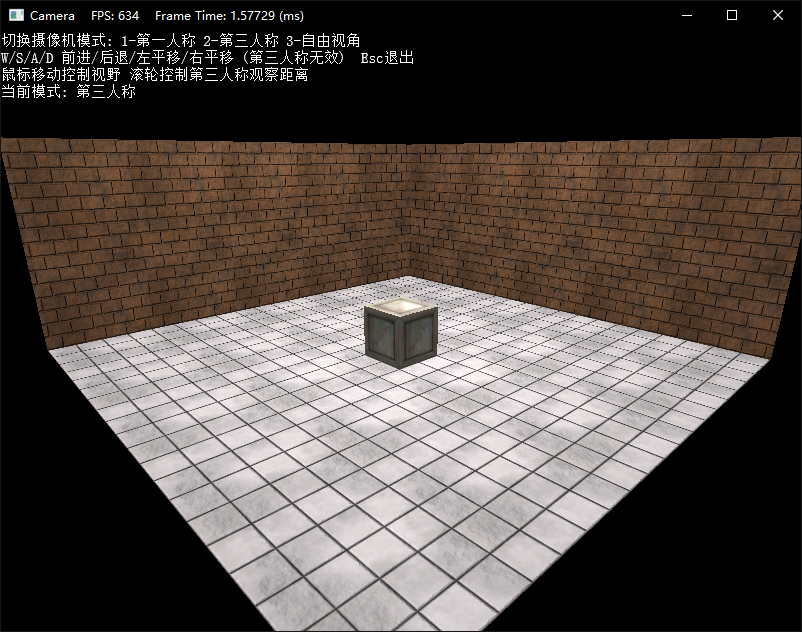 Camera FPS: 634 Frame Time: 1.57729 (ms)
切换摄像机模式: 1-第一人称 2-第三人称 3-自由视角
W/S/A/D 前进/后退/左平移/右平移 (第三人称无效) Esc退出
鼠标移动控制视野 滚轮控制第三人称观察距离
当前模式: 第三人称